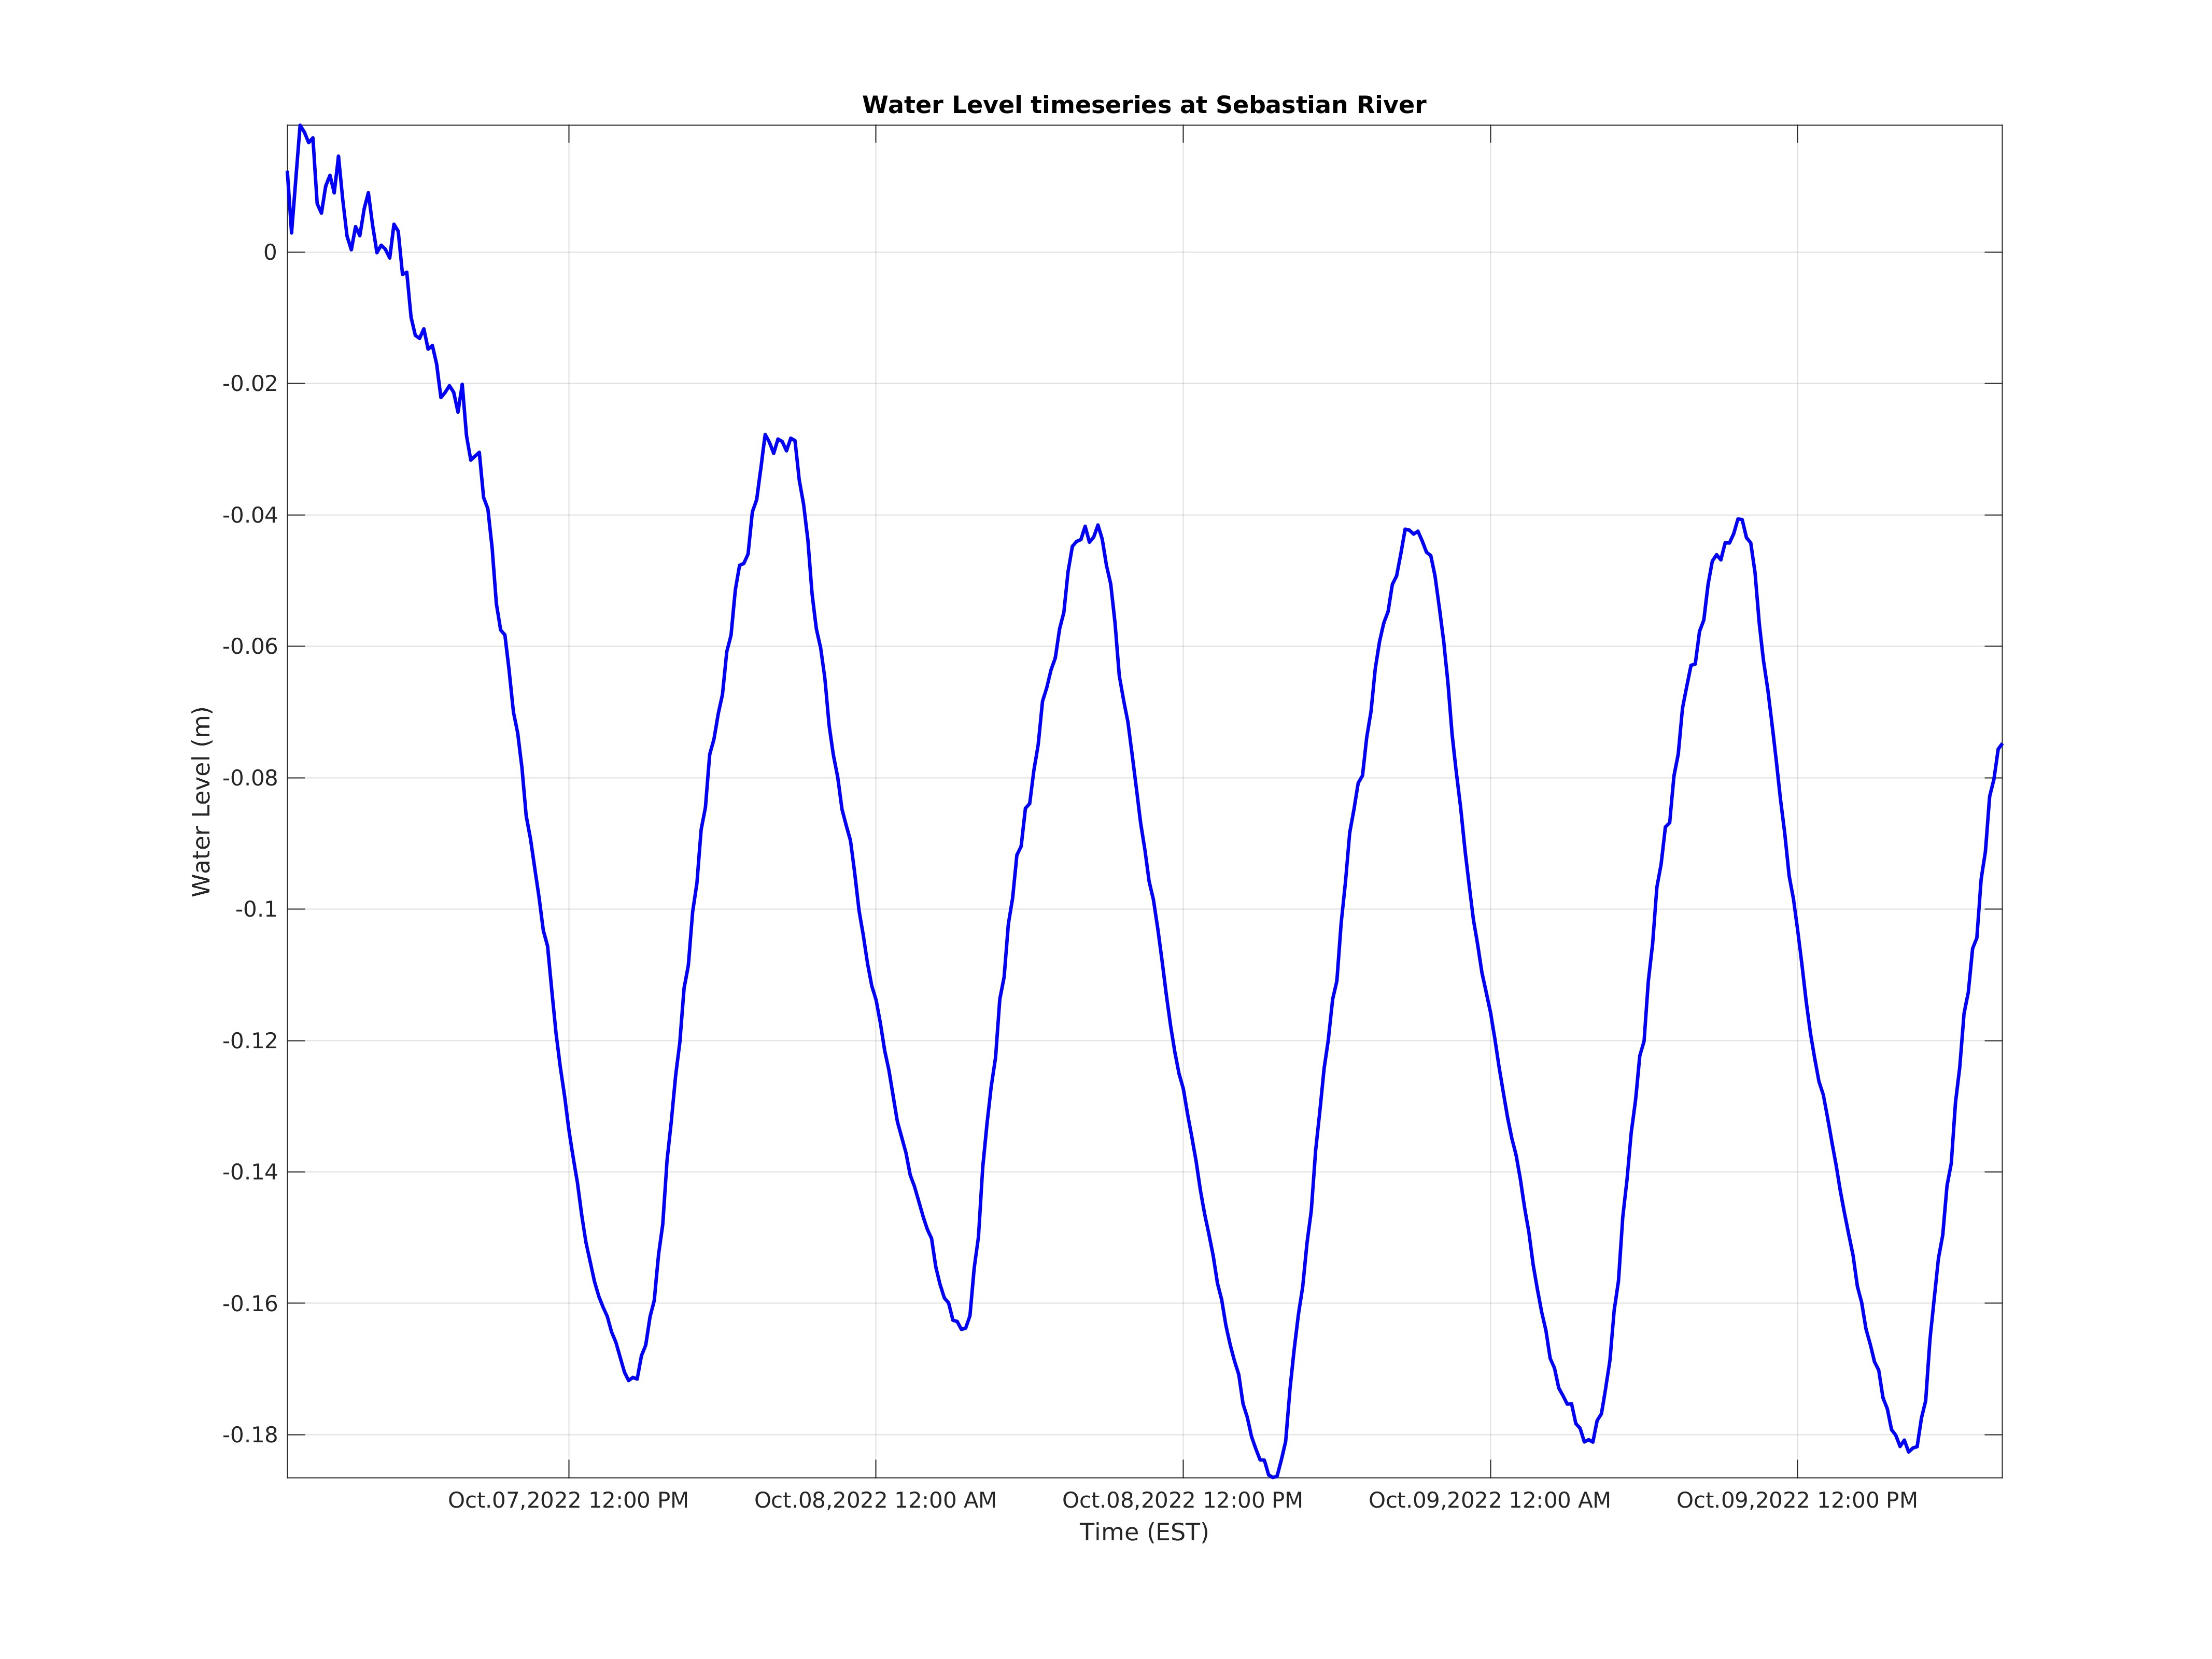 Water Level timeseries at Sebastian River
0
-0.02
-0.04
-0.06
-0.08
-0.1
-0.12
-0.14
-0.16
-0.18
Water Level (m)
Oct.07,2022 12:00 PM
Oct.08,2022 12:00 AM
Oct.08,2022 12:00 PM
Oct.09,2022 12:00 AM
Oct.09,2022 12:00 PM
Time (EST)